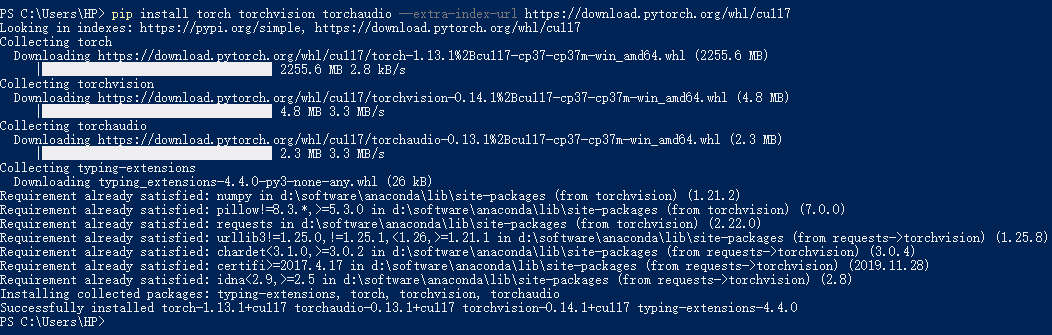 PS C:\Users\HP> pip install torch torchvision torchaudio --extra-index-url https://download.pytorch.org/whl/cu117
Looking in indexes: https://pypi.org/simple, https://download.pytorch.org/whl/cu117
Collecting torch
  Downloading https://download.pytorch.org/whl/cu117/torch-1.13.1%2Bcu117-cp37-cp37m-win_amd64.whl (2255.6 MB)
     | 2255.6 MB 2.8 kB/s
Collecting torchvision
  Downloading https://download.pytorch.org/whl/cu117/torchvision-0.14.1%2Bcu117-cp37-cp37m-win_amd64.whl (4.8 MB)
     | 4.8 MB 3.3 MB/s
Collecting torchaudio
  Downloading https://download.pytorch.org/whl/cu117/torchaudio-0.13.1%2Bcu117-cp37-cp37m-win_amd64.whl (2.3 MB)
     | 2.3 MB 3.3 MB/s
Collecting typing-extensions
  Downloading typing_extensions-4.4.0-py3-none-any.whl (26 kB)
Requirement already satisfied: numpy in d:\software\anaconda\lib\site-packages (from torchvision) (1.21.2)
Requirement already satisfied: pillow!=8.3.*,>=5.3.0 in d:\software\anaconda\lib\site-packages (from torchvision) (7.0.0)
Requirement already satisfied: requests in d:\software\anaconda\lib\site-packages (from torchvision) (2.22.0)
Requirement already satisfied: urllib3!=1.25.0,!=1.25.1,<1.26,>=1.21.1 in d:\software\anaconda\lib\site-packages (from requests->torchvision) (1.25.8)
Requirement already satisfied: chardet<3.1.0,>=3.0.2 in d:\software\anaconda\lib\site-packages (from requests->torchvision) (3.0.4)
Requirement already satisfied: certifi>=2017.4.17 in d:\software\anaconda\lib\site-packages (from requests->torchvision) (2019.11.28)
Requirement already satisfied: idna<2.9,>=2.5 in d:\software\anaconda\lib\site-packages (from requests->torchvision) (2.8)
Installing collected packages: typing-extensions, torch, torchvision, torchaudio
Successfully installed torch-1.13.1+cu117 torchaudio-0.13.1+cu117 torchvision-0.14.1+cu117 typing-extensions-4.4.0
PS C:\Users\HP>